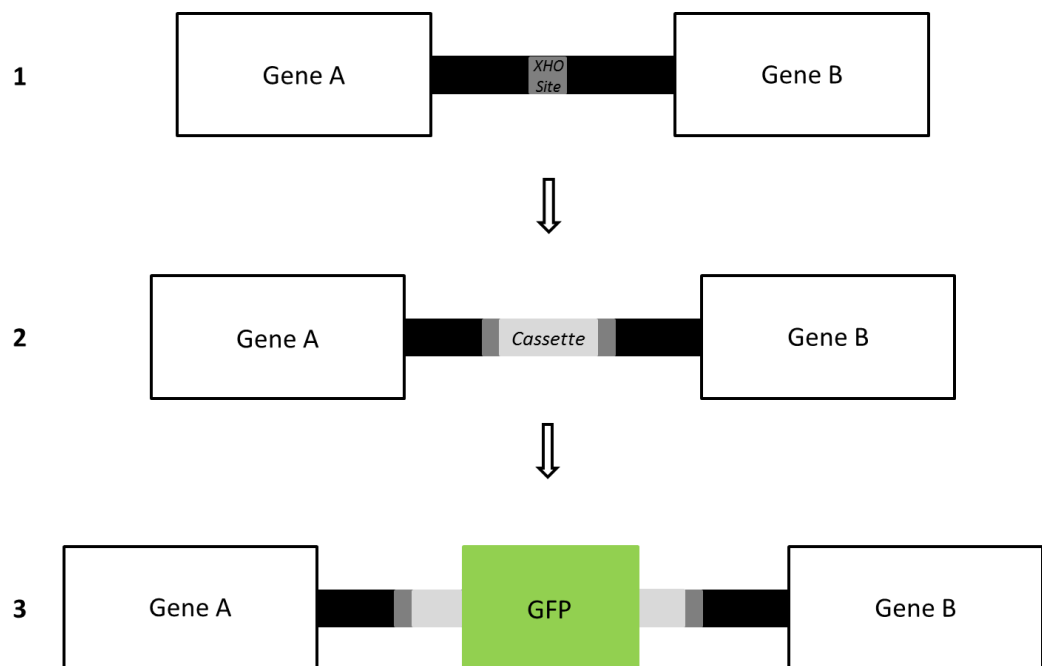 1
Gene A
XHO
Site
Gene B
2
Gene A
Cassette
Gene B
3
Gene A
GFP
Gene B